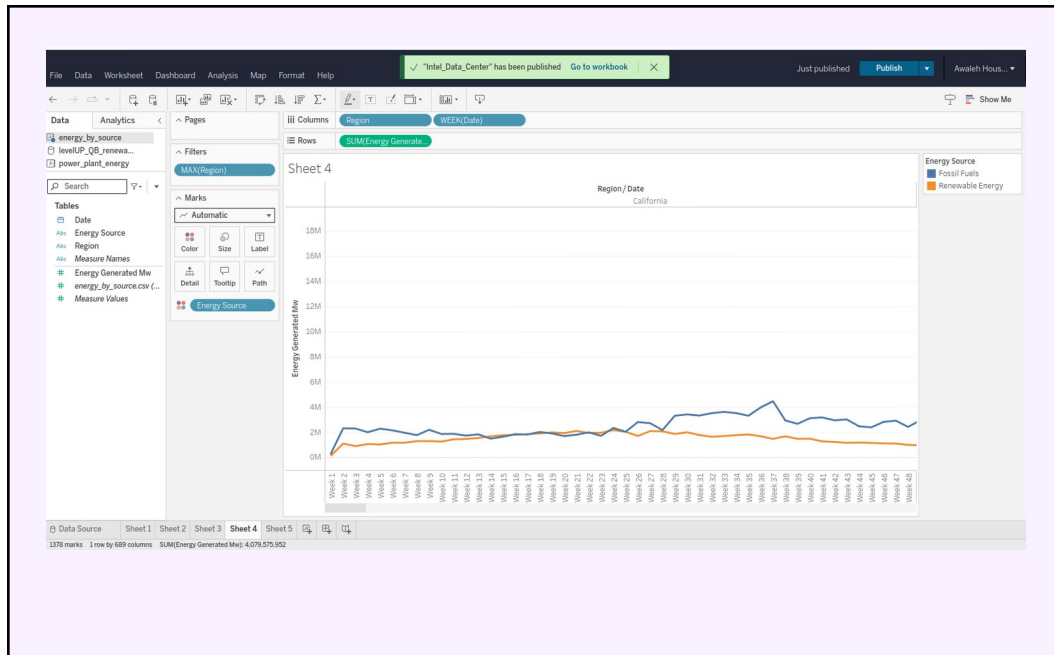 "Intel_Data_Center" has been published Go to workbook
Just published Publish Awaleh Hous...
File Data Worksheet Dashboard Analysis Map Format Help
Show Me
Data Analytics
energy_by_source
levelUP_QB_renewa...
power_plant_energy
Search
Tables
Date
Abc Energy Source
Abc Region
Abc Measure Names
# Energy Generated Mw
# energy_by_source.csv (...
# Measure Values
Pages
Filters
MAX(Region)
Marks
Automatic
Color Size Label
Detail Tooltip Path
Energy Source
Columns Region WEEK(Date)
Rows SUM(Energy Generate..
Sheet 4
Region / Date
California
Energy Generated Mw
18M
16M
14M
12M
10M
8M
6M
4M
2M
0M
Week 1
Week 2
Week 3
Week 4
Week 5
Week 6
Week 7
Week 8
Week 9
Week 10
Week 11
Week 12
Week 13
Week 14
Week 15
Week 16
Week 17
Week 18
Week 19
Week 20
Week 21
Week 22
Week 23
Week 24
Week 25
Week 26
Week 27
Week 28
Week 29
Week 30
Week 31
Week 32
Week 33
Week 34
Week 35
Week 36
Week 37
Week 38
Week 39
Week 40
Week 41
Week 42
Week 43
Week 44
Week 45
Week 46
Week 47
Week 48
Energy Source
Fossil Fuels
Renewable Energy
Data Source Sheet 1 Sheet 2 Sheet 3 Sheet 4 Sheet 5
1378 marks 1 row by 689 columns SUM(Energy Generated Mw): 4,079,575,952